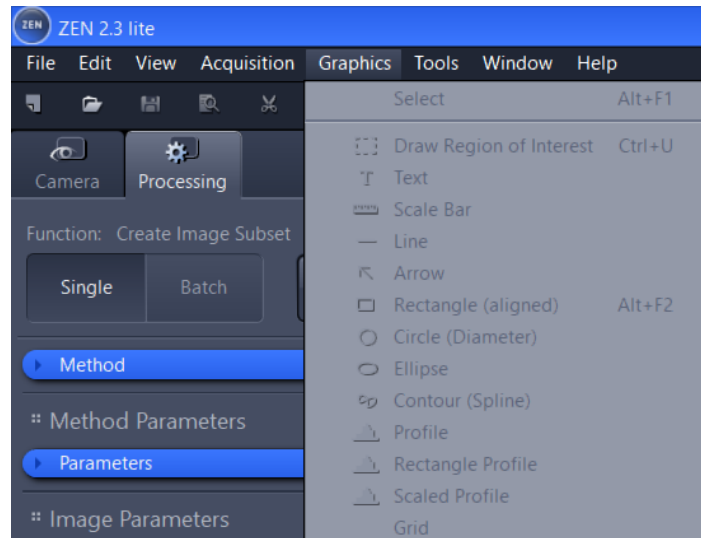 ZEN ZEN 2.3 lite
File Edit View Acquisition Graphics Tools Window Help
Select Alt+F1
Draw Region of Interest Ctrl+U
Camera Processing
T Text
Scale Bar
Function: Create Image Subset
Line
Arrow
Single Batch
Rectangle (aligned) Alt+F2
Circle (Diameter)
Method
Ellipse
Contour (Spline)
Method Parameters
Profile
Parameters
Rectangle Profile
Scaled Profile
Image Parameters
Grid